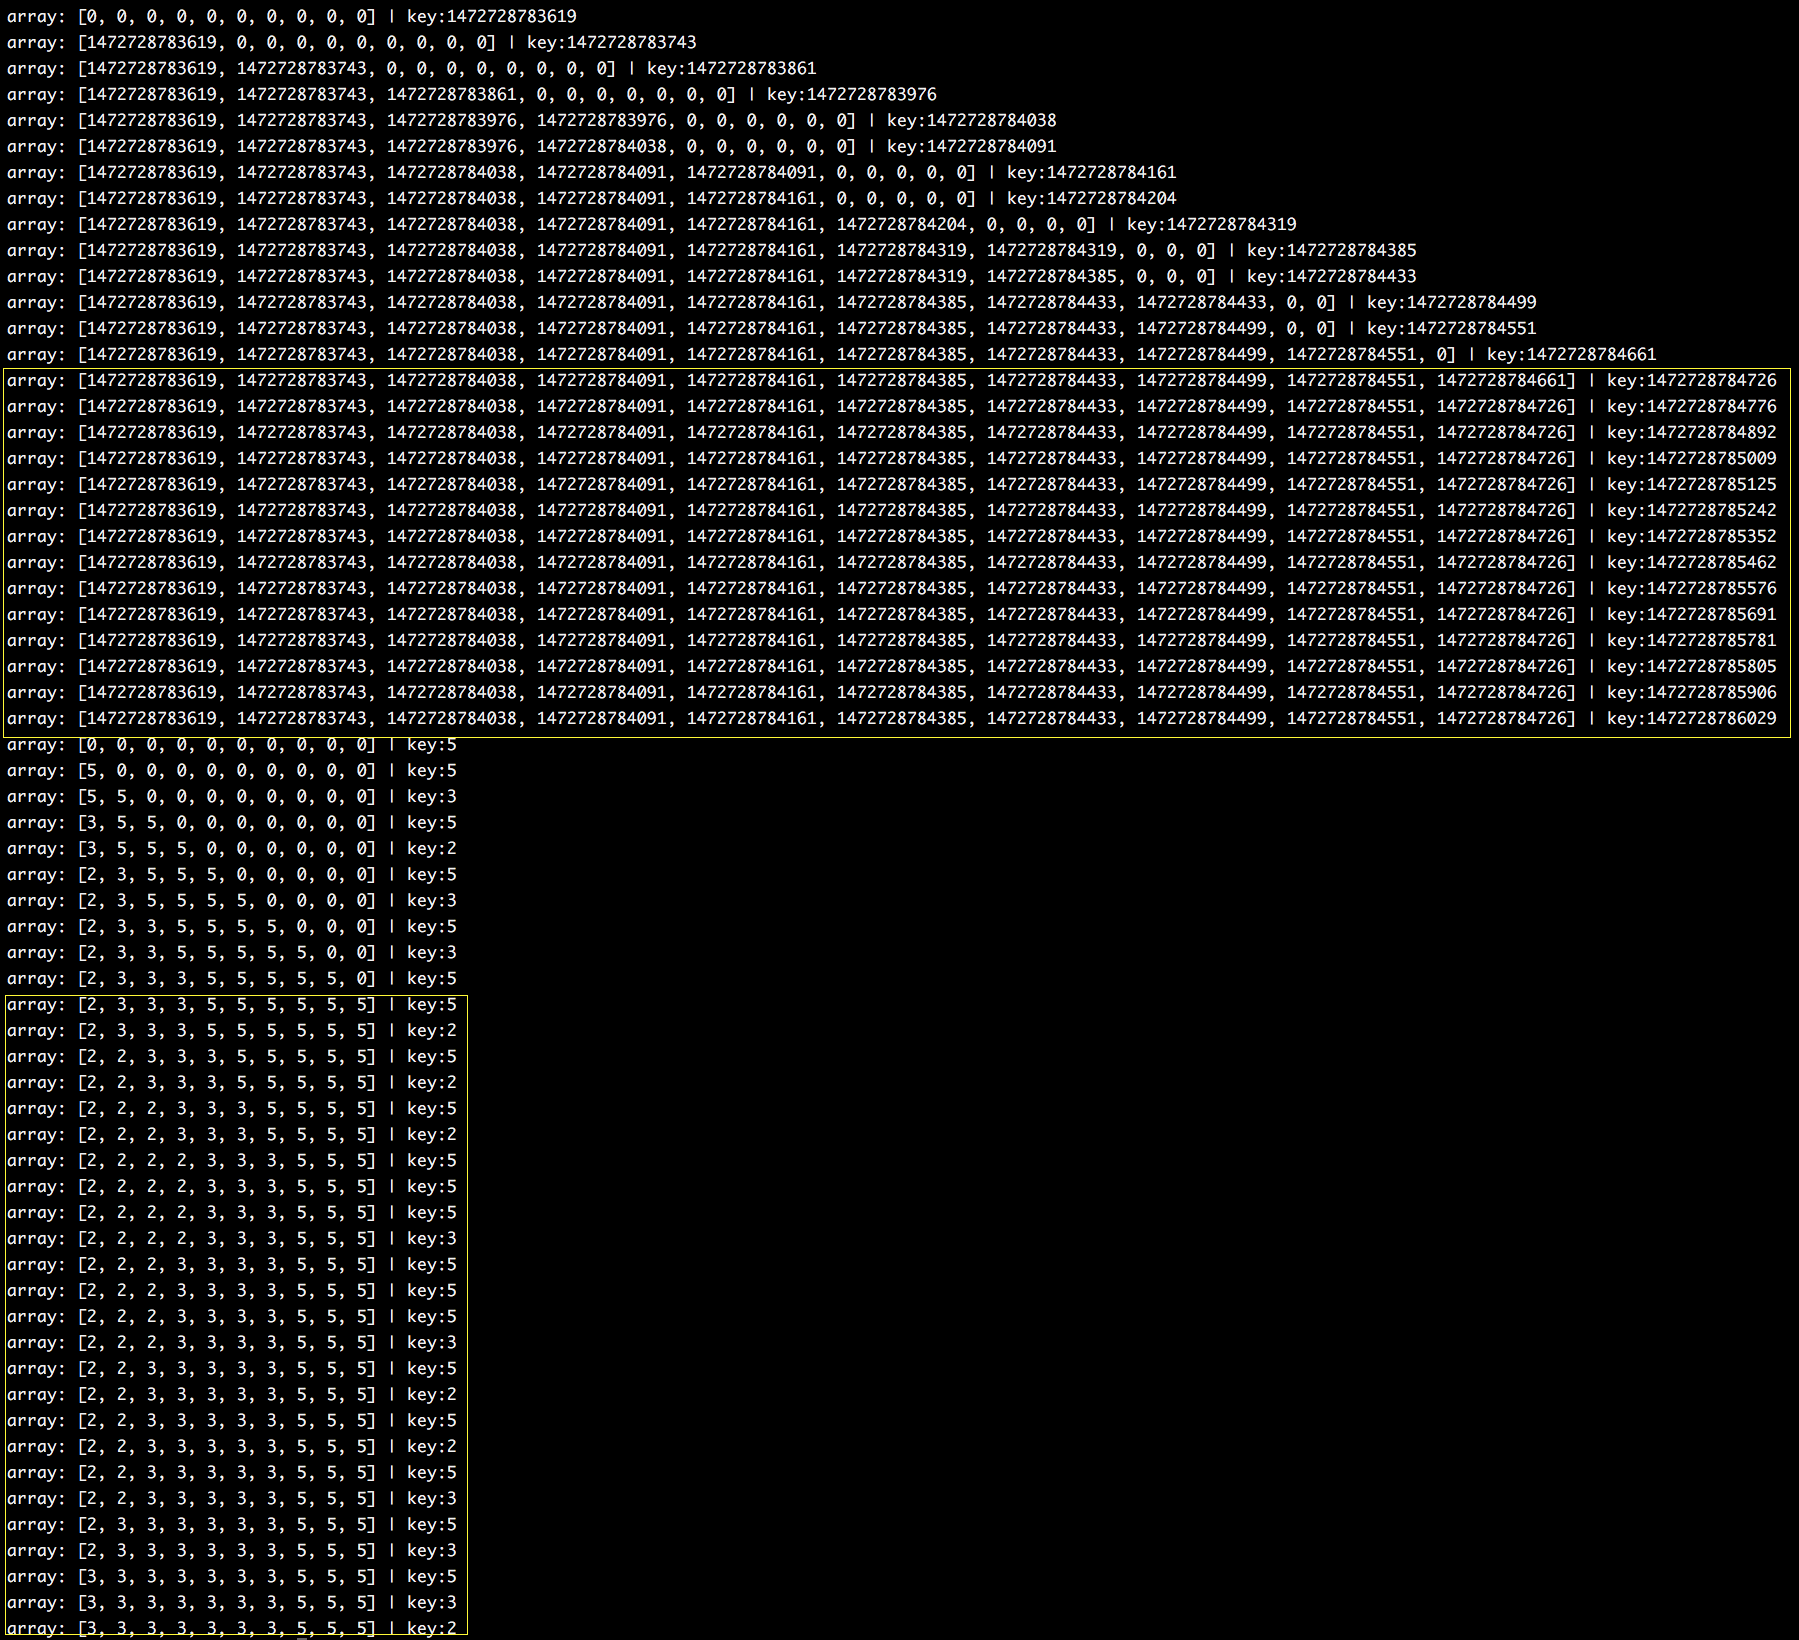 array: [0, 0, 0, 0, 0, 0, 0, 0, 0, 0] | key:1472728783619
array: [1472728783619, 0, 0, 0, 0, 0, 0, 0, 0, 0] | key:1472728783743
array: [1472728783619, 1472728783743, 0, 0, 0, 0, 0, 0, 0, 0] | key:1472728783861
array: [1472728783619, 1472728783743, 1472728783861, 0, 0, 0, 0, 0, 0, 0] | key:1472728783976
array: [1472728783619, 1472728783743, 1472728783976, 1472728783976, 0, 0, 0, 0, 0, 0] | key:1472728784038
array: [1472728783619, 1472728783743, 1472728783976, 1472728784038, 0, 0, 0, 0, 0, 0] | key:1472728784091
array: [1472728783619, 1472728783743, 1472728784038, 1472728784091, 1472728784091, 0, 0, 0, 0, 0] | key:1472728784161
array: [1472728783619, 1472728783743, 1472728784038, 1472728784091, 1472728784161, 0, 0, 0, 0, 0] | key:1472728784204
array: [1472728783619, 1472728783743, 1472728784038, 1472728784091, 1472728784161, 1472728784204, 0, 0, 0, 0] | key:1472728784319
array: [1472728783619, 1472728783743, 1472728784038, 1472728784091, 1472728784161, 1472728784319, 1472728784319, 0, 0, 0] | key:1472728784385
array: [1472728783619, 1472728783743, 1472728784038, 1472728784091, 1472728784161, 1472728784319, 1472728784385, 0, 0, 0] | key:1472728784433
array: [1472728783619, 1472728783743, 1472728784038, 1472728784091, 1472728784161, 1472728784385, 1472728784433, 1472728784433, 0, 0] | key:1472728784499
array: [1472728783619, 1472728783743, 1472728784038, 1472728784091, 1472728784161, 1472728784385, 1472728784433, 1472728784499, 0, 0] | key:1472728784551
array: [1472728783619, 1472728783743, 1472728784038, 1472728784091, 1472728784161, 1472728784385, 1472728784433, 1472728784499, 1472728784551, 0] | key:1472728784661
array: [1472728783619, 1472728783743, 1472728784038, 1472728784091, 1472728784161, 1472728784385, 1472728784433, 1472728784499, 1472728784551, 1472728784661] | key:1472728784726
array: [1472728783619, 1472728783743, 1472728784038, 1472728784091, 1472728784161, 1472728784385, 1472728784433, 1472728784499, 1472728784551, 1472728784726] | key:1472728784776
array: [1472728783619, 1472728783743, 1472728784038, 1472728784091, 1472728784161, 1472728784385, 1472728784433, 1472728784499, 1472728784551, 1472728784726] | key:1472728784892
array: [1472728783619, 1472728783743, 1472728784038, 1472728784091, 1472728784161, 1472728784385, 1472728784433, 1472728784499, 1472728784551, 1472728784726] | key:1472728785009
array: [1472728783619, 1472728783743, 1472728784038, 1472728784091, 1472728784161, 1472728784385, 1472728784433, 1472728784499, 1472728784551, 1472728784726] | key:1472728785125
array: [1472728783619, 1472728783743, 1472728784038, 1472728784091, 1472728784161, 1472728784385, 1472728784433, 1472728784499, 1472728784551, 1472728784726] | key:1472728785242
array: [1472728783619, 1472728783743, 1472728784038, 1472728784091, 1472728784161, 1472728784385, 1472728784433, 1472728784499, 1472728784551, 1472728784726] | key:1472728785352
array: [1472728783619, 1472728783743, 1472728784038, 1472728784091, 1472728784161, 1472728784385, 1472728784433, 1472728784499, 1472728784551, 1472728784726] | key:1472728785462
array: [1472728783619, 1472728783743, 1472728784038, 1472728784091, 1472728784161, 1472728784385, 1472728784433, 1472728784499, 1472728784551, 1472728784726] | key:1472728785576
array: [1472728783619, 1472728783743, 1472728784038, 1472728784091, 1472728784161, 1472728784385, 1472728784433, 1472728784499, 1472728784551, 1472728784726] | key:1472728785691
array: [1472728783619, 1472728783743, 1472728784038, 1472728784091, 1472728784161, 1472728784385, 1472728784433, 1472728784499, 1472728784551, 1472728784726] | key:1472728785781
array: [1472728783619, 1472728783743, 1472728784038, 1472728784091, 1472728784161, 1472728784385, 1472728784433, 1472728784499, 1472728784551, 1472728784726] | key:1472728785805
array: [1472728783619, 1472728783743, 1472728784038, 1472728784091, 1472728784161, 1472728784385, 1472728784433, 1472728784499, 1472728784551, 1472728784726] | key:1472728785906
array: [1472728783619, 1472728783743, 1472728784038, 1472728784091, 1472728784161, 1472728784385, 1472728784433, 1472728784499, 1472728784551, 1472728784726] | key:1472728786029
array: [0, 0, 0, 0, 0, 0, 0, 0, 0, 0] | key:5
array: [5, 0, 0, 0, 0, 0, 0, 0, 0, 0] | key:5
array: [5, 5, 0, 0, 0, 0, 0, 0, 0, 0] | key:3
array: [3, 5, 5, 0, 0, 0, 0, 0, 0, 0] | key:5
array: [3, 5, 5, 5, 0, 0, 0, 0, 0, 0] | key:2
array: [2, 3, 5, 5, 5, 0, 0, 0, 0, 0] | key:5
array: [2, 3, 5, 5, 5, 5, 0, 0, 0, 0] | key:3
array: [2, 3, 3, 5, 5, 5, 5, 0, 0, 0] | key:5
array: [2, 3, 3, 5, 5, 5, 5, 5, 0, 0] | key:3
array: [2, 3, 3, 3, 5, 5, 5, 5, 5, 0] | key:5
array: [2, 3, 3, 3, 5, 5, 5, 5, 5, 5] | key:5
array: [2, 3, 3, 3, 5, 5, 5, 5, 5, 5] | key:2
array: [2, 2, 3, 3, 3, 5, 5, 5, 5, 5] | key:5
array: [2, 2, 3, 3, 3, 5, 5, 5, 5, 5] | key:2
array: [2, 2, 2, 3, 3, 3, 5, 5, 5, 5] | key:5
array: [2, 2, 2, 3, 3, 3, 5, 5, 5, 5] | key:2
array: [2, 2, 2, 2, 3, 3, 3, 5, 5, 5] | key:5
array: [2, 2, 2, 2, 3, 3, 3, 5, 5, 5] | key:5
array: [2, 2, 2, 2, 3, 3, 3, 5, 5, 5] | key:5
array: [2, 2, 2, 2, 3, 3, 3, 5, 5, 5] | key:3
array: [2, 2, 2, 3, 3, 3, 3, 5, 5, 5] | key:5
array: [2, 2, 2, 3, 3, 3, 3, 5, 5, 5] | key:5
array: [2, 2, 2, 3, 3, 3, 3, 5, 5, 5] | key:5
array: [2, 2, 2, 3, 3, 3, 3, 5, 5, 5] | key:3
array: [2, 2, 3, 3, 3, 3, 3, 5, 5, 5] | key:5
array: [2, 2, 3, 3, 3, 3, 3, 5, 5, 5] | key:2
array: [2, 2, 3, 3, 3, 3, 3, 5, 5, 5] | key:5
array: [2, 2, 3, 3, 3, 3, 3, 5, 5, 5] | key:2
array: [2, 2, 3, 3, 3, 3, 3, 5, 5, 5] | key:5
array: [2, 2, 3, 3, 3, 3, 3, 5, 5, 5] | key:3
array: [2, 3, 3, 3, 3, 3, 3, 5, 5, 5] | key:5
array: [2, 3, 3, 3, 3, 3, 3, 5, 5, 5] | key:3
array: [3, 3, 3, 3, 3, 3, 3, 5, 5, 5] | key:5
array: [3, 3, 3, 3, 3, 3, 3, 5, 5, 5] | key:3
array: [3, 3, 3, 3, 3, 3, 3, 5, 5, 5] | key:2